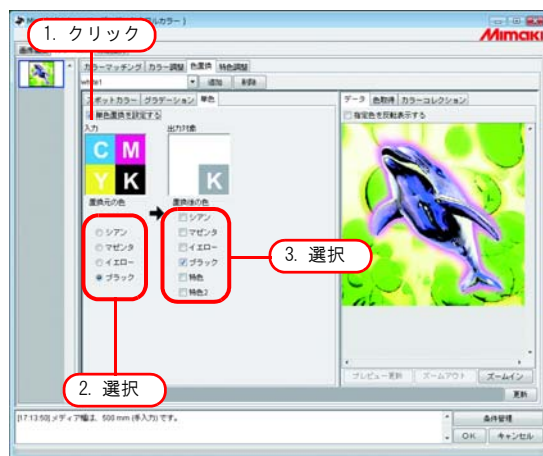 1. クリック
Mimaki
カラーマッチング カラー調整 色置換 特色調整
white1
追加 削除
スポットカラー グラデーション 単色
単色置換を設定する
入力 出力対象
C M
Y K K
置換元の色 置換後の色
シアン シアン
マゼンタ マゼンタ
イエロー イエロー
ブラック ブラック
特色
特色2
データ 色取得 カラーコレクション
指定色を反転表示する
3. 選択
2. 選択
プレビュー更新 ズームアウト ズームイン
更新
[17:13:50] メディア幅は、500 mm (手入力) です。
条件管理
OK キャンセル